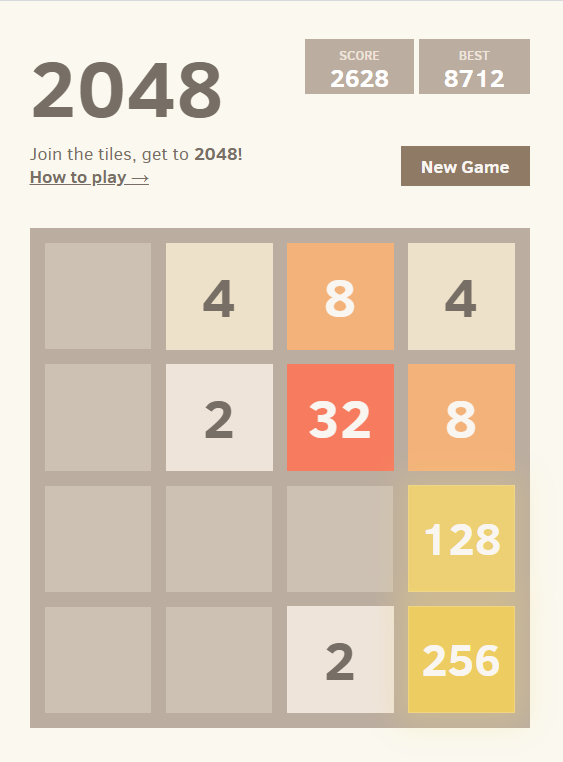 2048
SCORE
2628
BEST
8712
Join the tiles, get to 2048!
How to play →
New Game
4 8 4
2 32 8
128
2 256